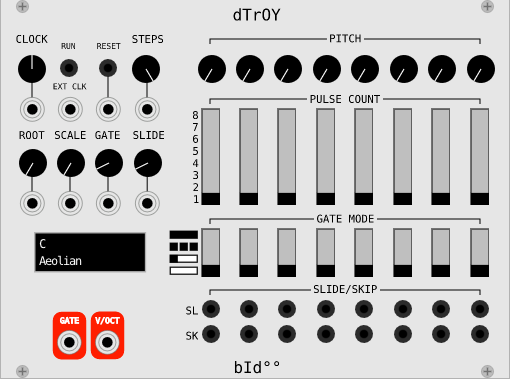 dTrOY
CLOCK
RUN
RESET
STEPS
EXT CLK
PITCH
PULSE COUNT
8
7
6
5
4
3
2
1
ROOT SCALE GATE SLIDE
GATE MODE
C
Aeolian
SLIDE/SKIP
SL
SK
GATE
V/OCT
bId°°